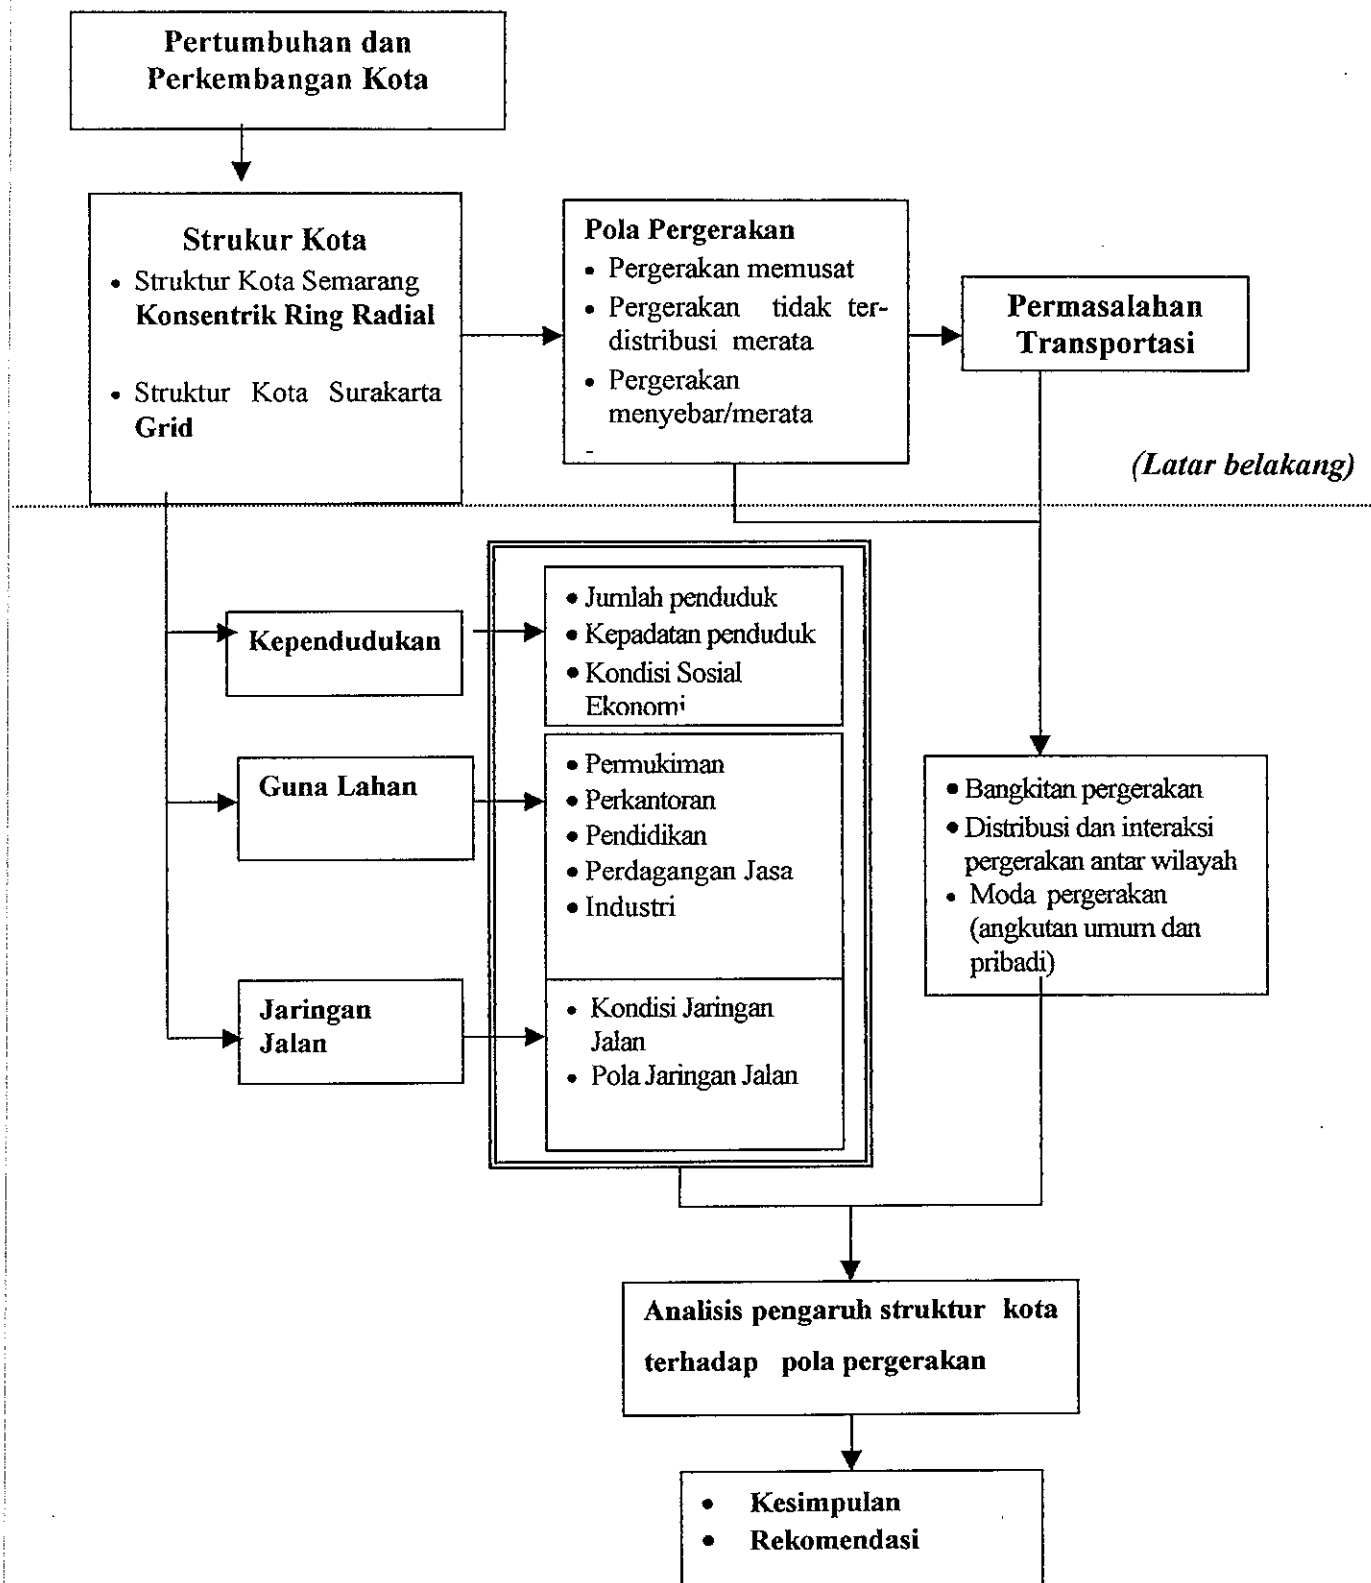 Pertumbuhan dan
Perkembangan Kota
Strukur Kota
• Struktur Kota Semarang
Konsentrik Ring Radial
• Struktur Kota Surakarta
Grid
Pola Pergerakan
• Pergerakan memusat
• Pergerakan tidak ter-
distribusi merata
• Pergerakan
menyebar/merata
-
Permasalahan
Transportasi
(Latar belakang)
Kependudukan
• Jumlah penduduk
• Kepadatan penduduk
• Kondisi Sosial
Ekonomi
Guna Lahan
• Permukiman
• Perkantoran
• Pendidikan
• Perdagangan Jasa
• Industri
Jaringan
Jalan
• Kondisi Jaringan
Jalan
• Pola Jaringan Jalan
• Bangkitan pergerakan
• Distribusi dan interaksi
pergerakan antar wilayah
• Moda pergerakan
(angkutan umum dan
pribadi)
Analisis pengaruh struktur kota
terhadap pola pergerakan
• Kesimpulan
• Rekomendasi